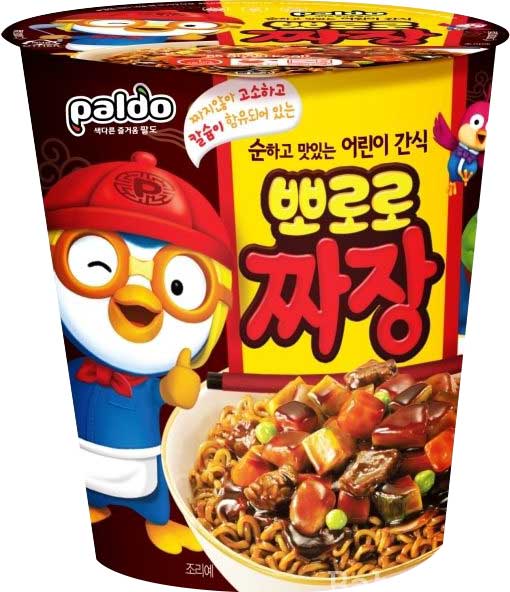 paldo
paldo
색다른 즐거움 팔도
짜지않아 고소하고
칼슘이 함유되어 있는
순하고 맛있는 어린이 간식
뽀로로
짜장
P
조리예